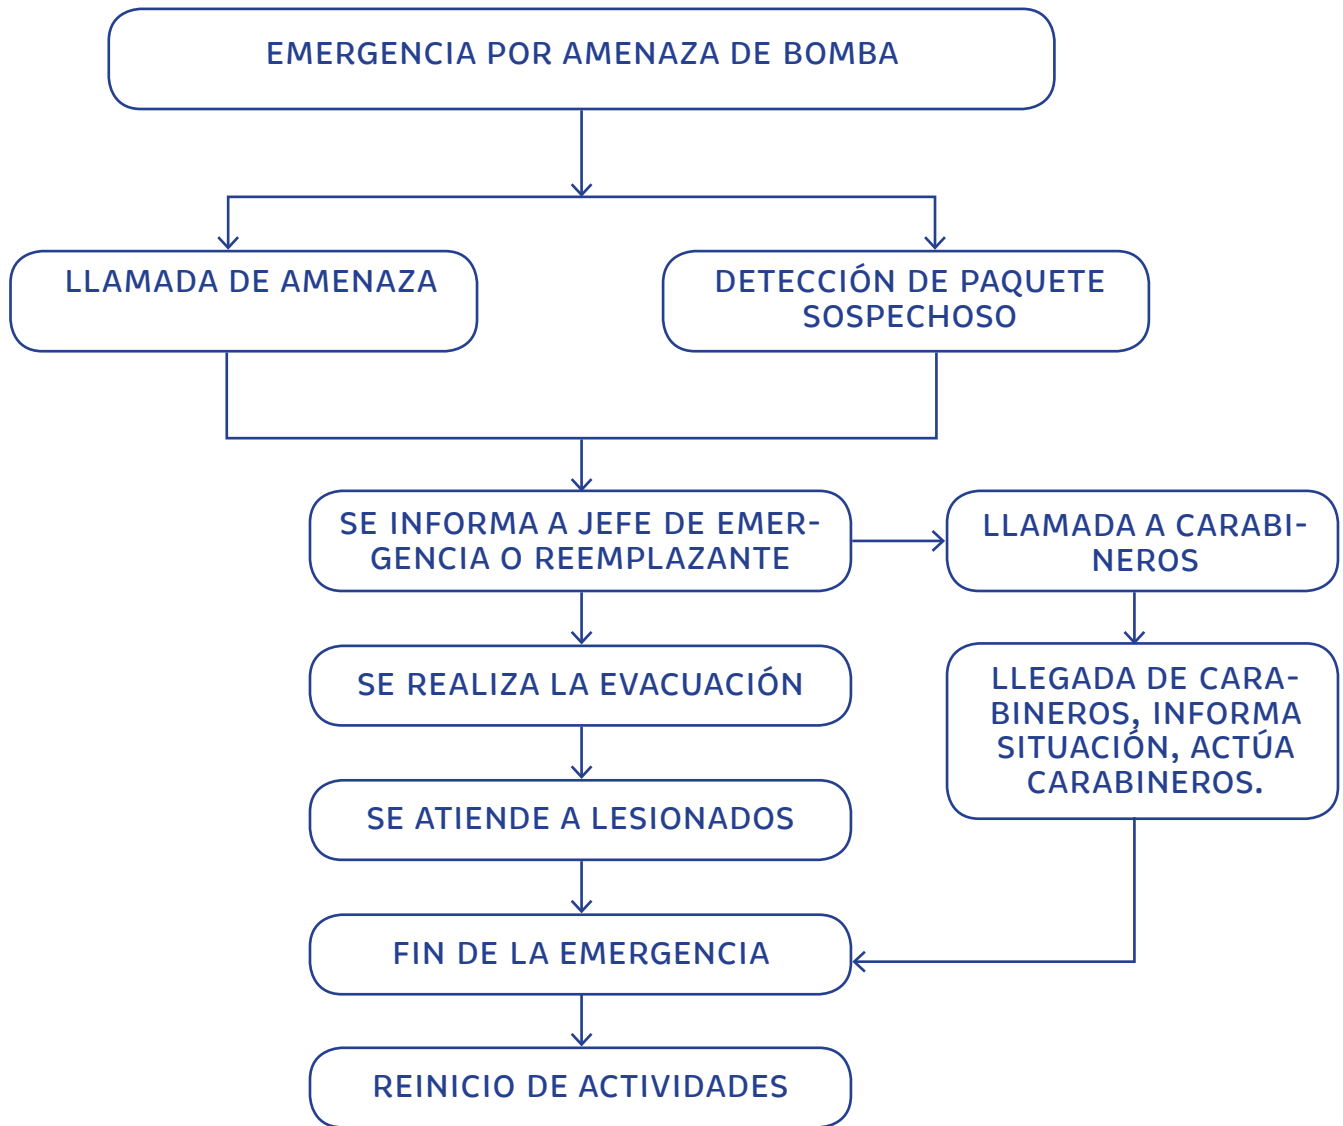 EMERGENCIA POR AMENAZA DE BOMBA
LLAMADA DE AMENAZA
DETECCIÓN DE PAQUETE
SOSPECHOSO
SE INFORMA A JEFE DE EMER-
GENCIA O REEMPLAZANTE
LLAMADA A CARABI-
NEROS
SE REALIZA LA EVACUACIÓN
LLEGADA DE CARA-
BINEROS, INFORMA
SITUACIÓN, ACTÚA
CARABINEROS.
SE ATIENDE A LESIONADOS
FIN DE LA EMERGENCIA
REINICIO DE ACTIVIDADES